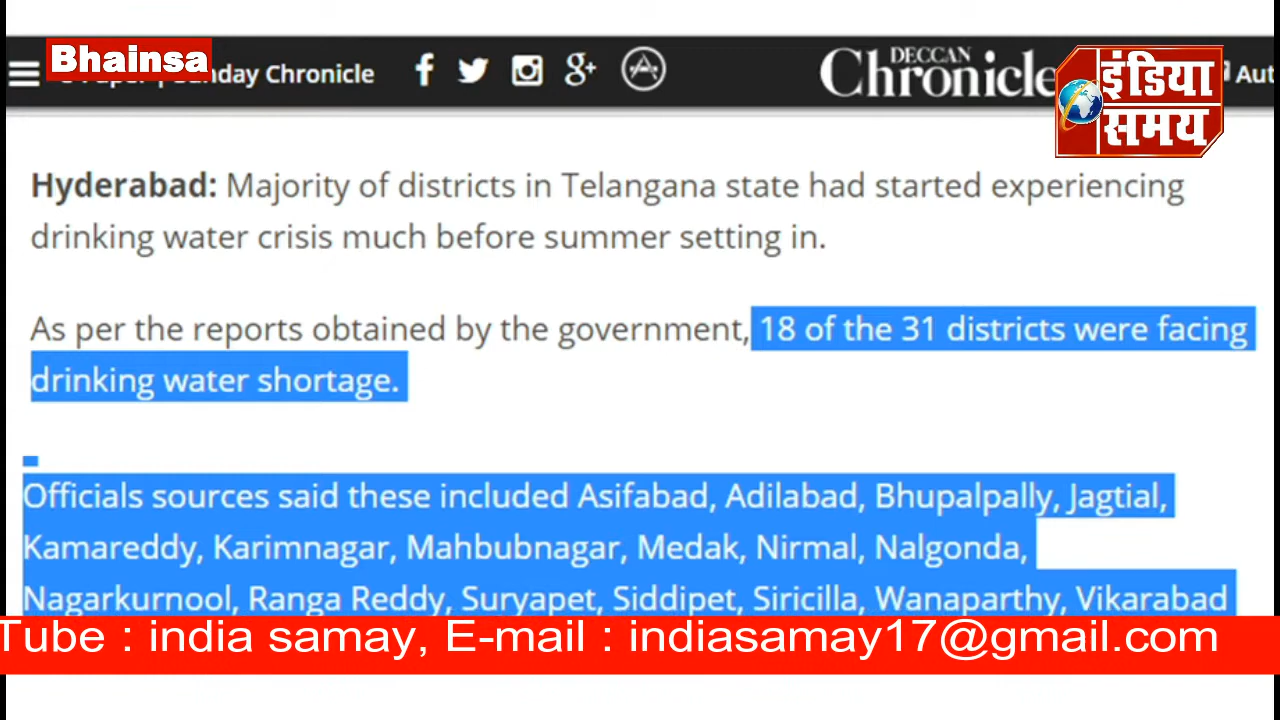 Bhainsa
Sunday Chronicle
DECCAN
Chronicle
Aut
इंडिया
समय
Hyderabad: Majority of districts in Telangana state had started experiencing
drinking water crisis much before summer setting in.
As per the reports obtained by the government, 18 of the 31 districts were facing
drinking water shortage.
Officials sources said these included Asifabad, Adilabad, Bhupalpally, Jagtial,
Kamareddy, Karimnagar, Mahbubnagar, Medak, Nirmal, Nalgonda,
Nagarkurnool, Ranga Reddy, Suryapet, Siddipet, Siricilla, Wanaparthy, Vikarabad
Tube : india samay, E-mail : indiasamay17@gmail.com